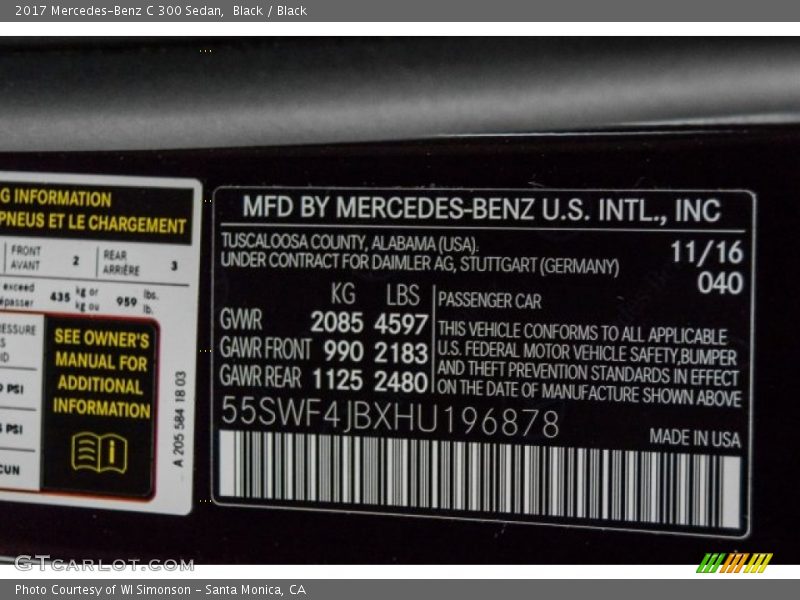 2017 Mercedes-Benz C 300 Sedan, Black / Black
G INFORMATION
PNEUS ET LE CHARGEMENT
FRONT
AVANT
2
REAR
ARRIÈRE
3
exceed
435
kg or
kg ou
959
lbs.
lb.
PSI
PSI
SEE OWNER'S
MANUAL FOR
ADDITIONAL
INFORMATION
A 205 584 18 03
MFD BY MERCEDES-BENZ U.S. INTL., INC
TUSCALOOSA COUNTY, ALABAMA (USA).
UNDER CONTRACT FOR DAIMLER AG, STUTTGART (GERMANY)
11/16
040
KG LBS
GWR 2085 4597
GAWR FRONT 990 2183
GAWR REAR 1125 2480
PASSENGER CAR
THIS VEHICLE CONFORMS TO ALL APPLICABLE
U.S. FEDERAL MOTOR VEHICLE SAFETY,BUMPER
AND THEFT PREVENTION STANDARDS IN EFFECT
ON THE DATE OF MANUFACTURE SHOWN ABOVE
55SWF4JBXHU196878
MADE IN USA
GTcarlot.com
Photo Courtesy of WI Simonson - Santa Monica, CA